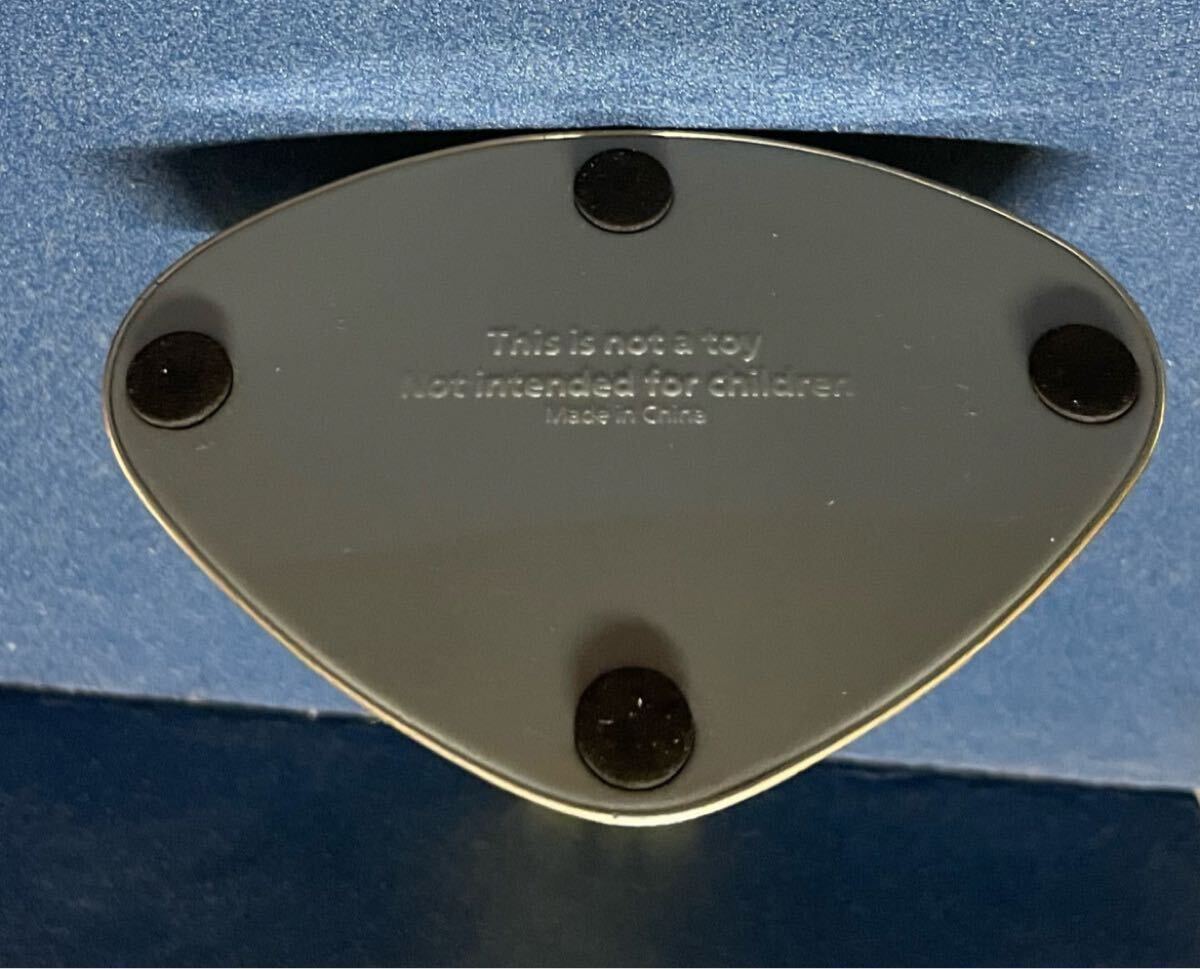 This is not a toy
Not intended for children
Made in China